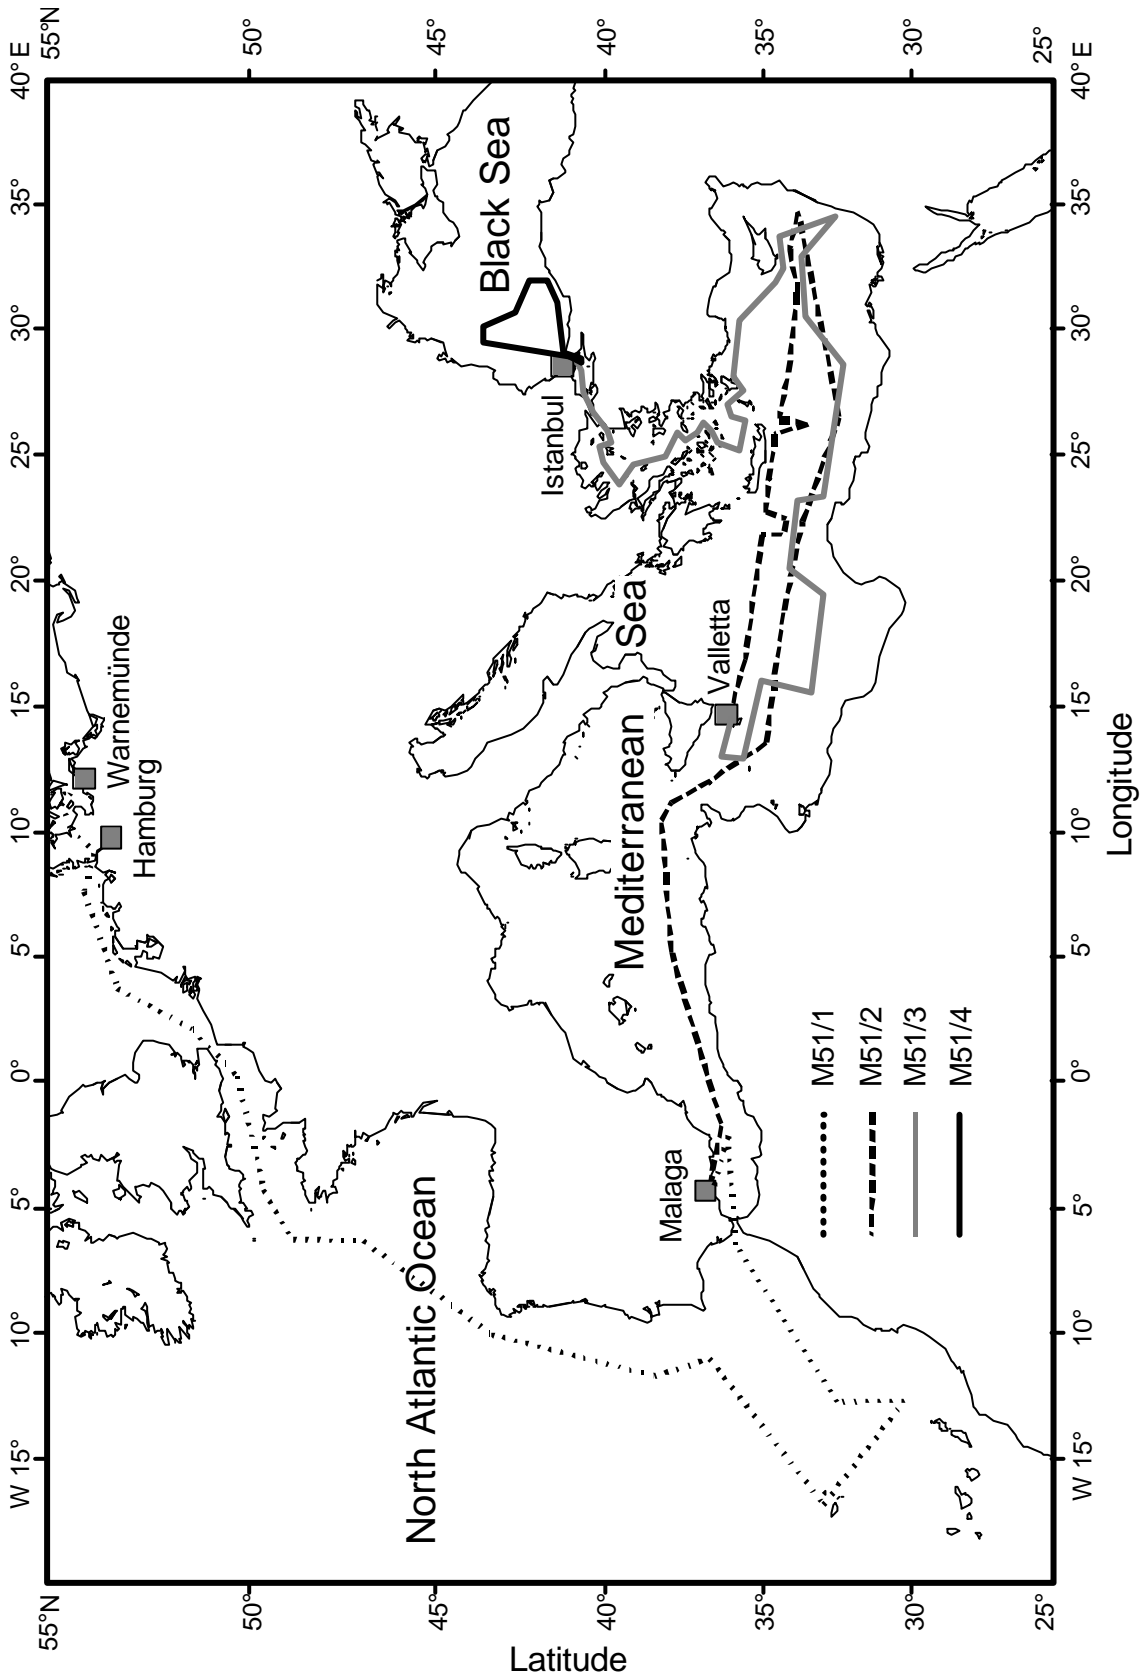 W 15°
10°
5°
0°
5°
10°
15°
20°
25°
30°
35°
40° E
55°N
55°N
Warnemünde
Hamburg
50°
50°
North Atlantic Ocean
Black Sea
45°
45°
Istanbul
Latitude
40°
40°
Mediterranean
Sea
Malaga
Valletta
35°
35°
M51/1
M51/2
M51/3
M51/4
30°
30°
25°
25°
W 15°
10°
5°
0°
5°
10°
15°
20°
25°
30°
35°
40° E
Longitude